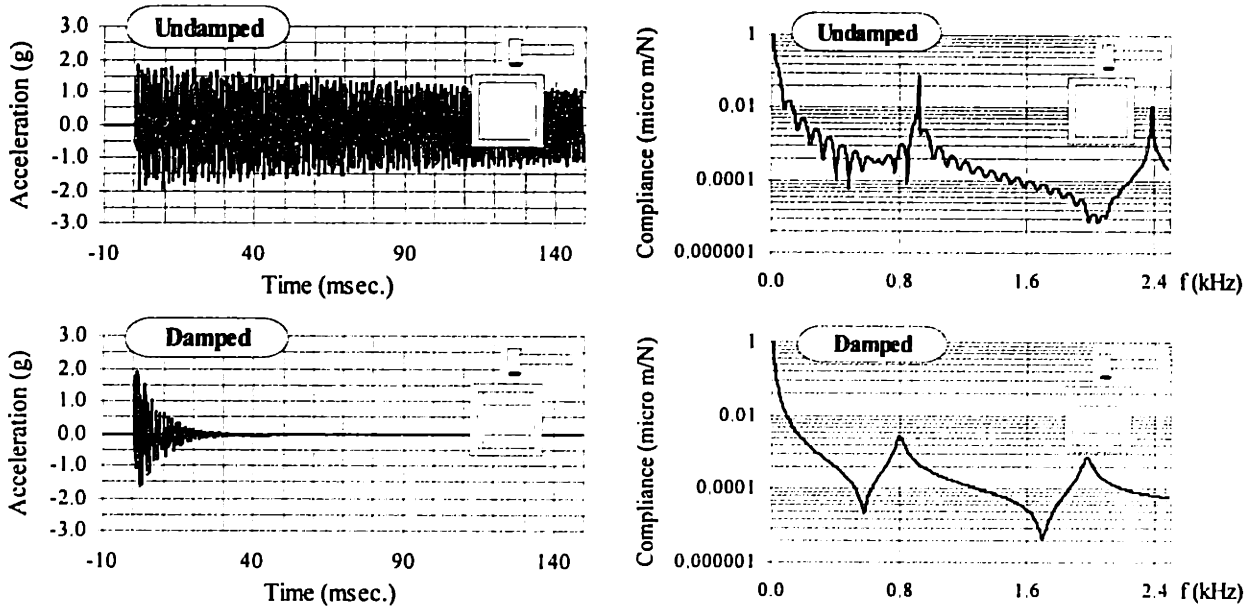 Undamped
Acceleration (g)
3.0
2.0
1.0
0.0
-1.0
-2.0
-3.0
-10 40 90 140
Time (msec.)
Undamped
Compliance (micro m/N)
1
0.01
0.0001
0.000001
0.0 0.8 1.6 2.4 f (kHz)
Damped
Acceleration (g)
3.0
2.0
1.0
0.0
-1.0
-2.0
-3.0
-10 40 90 140
Time (msec.)
Damped
Compliance (micro m/N)
1
0.01
0.0001
0.000001
0.0 0.8 1.6 2.4 f (kHz)